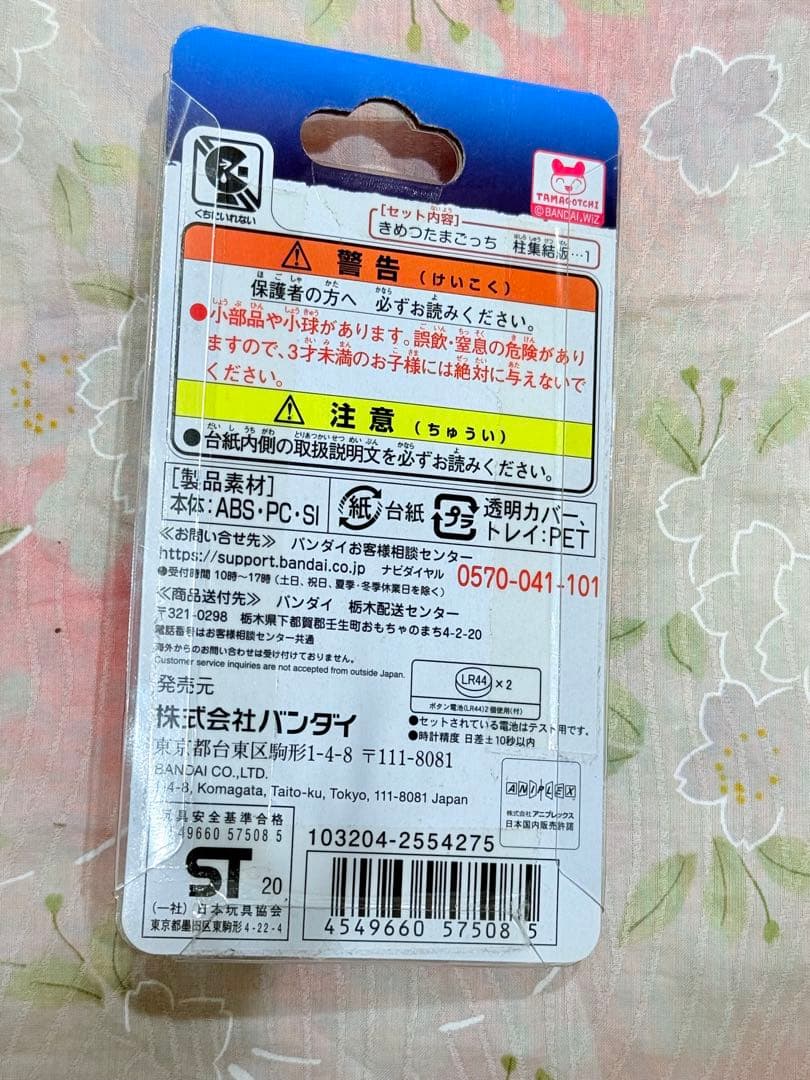 くちにいれない
TAMAGOTCHI
©BANDAI,WiZ
[セット内容]
きめつたまごっち 柱集結版…1
警告 (けいこく)
保護者の方へ 必ずお読みください。
●小部品や小球があります。誤飲・窒息の危険があり
ますので、3才未満のお子様には絶対に与えないで
ください。
注意 (ちゅうい)
●台紙内側の取扱説明文を必ずお読みください。
[製品素材]
本体:ABS・PC・SI
紙 台紙
プラ 透明カバー、
トレイ:PET
≪お問い合せ先≫ バンダイお客様相談センター
https://support.bandai.co.jp ナビダイヤル 0570-041-101
●受付時間 10時〜17時(土日、祝日、夏季・冬季休業日を除く)
≪商品送付先≫ バンダイ 栃木配送センター
〒321-0298 栃木県下都賀郡壬生町おもちゃのまち4-2-20
電話番号はお客様相談センター共通
海外からのお問い合わせは受け付けておりません。
Customer service inquiries are not accepted from outside Japan.
LR44 ×2
ボタン電池(LR44)2個使用(付)
●セットされている電池はテスト用です。
●時計精度 日差±10秒以内
発売元
株式会社バンダイ
東京都台東区駒形1-4-8 〒111-8081
BANDAI CO.,LTD.
1-4-8, Komagata, Taito-ku, Tokyo, 111-8081 Japan
ANIPLEX
株式会社アニプレックス
日本国内販売許諾
玩具安全基準合格
4549660 57508 5
ST 20
(一社)日本玩具協会
東京都墨田区東駒形4-22-4
103204-2554275
4549660 575085